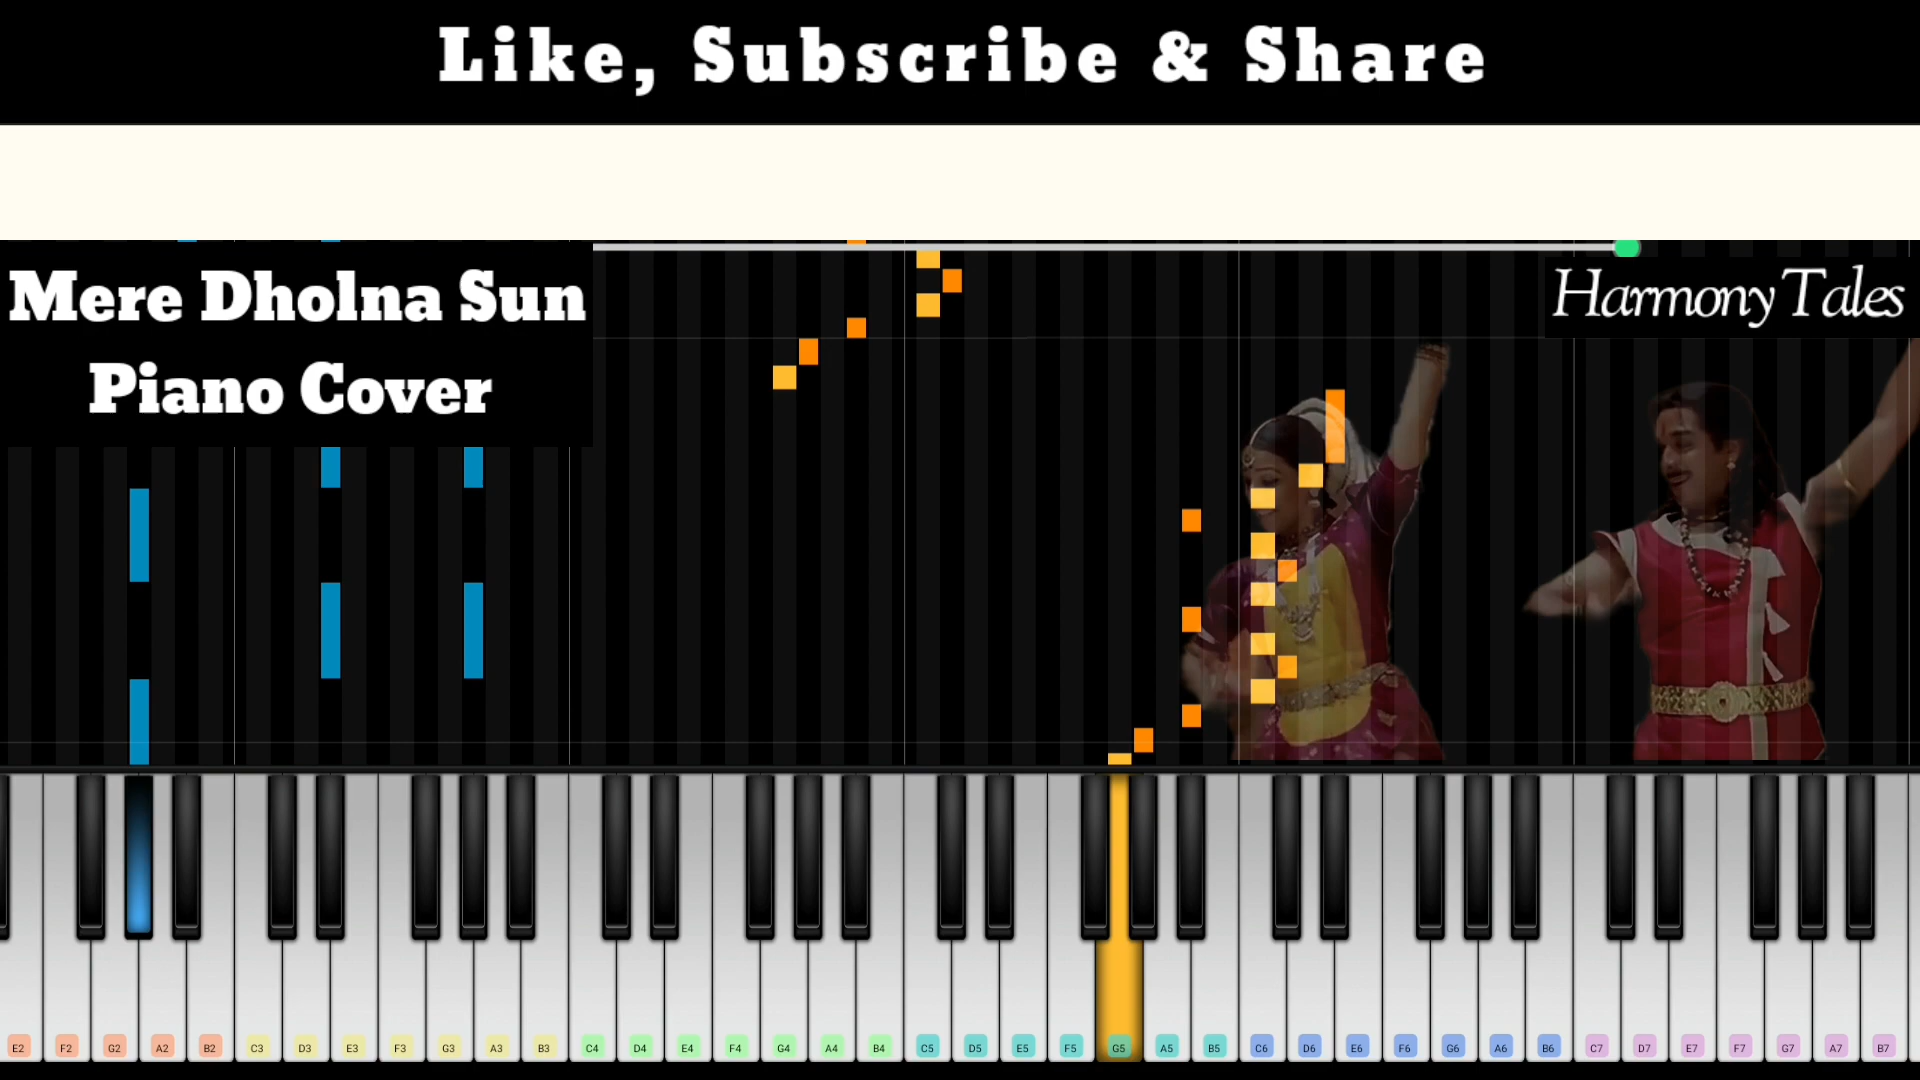 Like, Subscribe & Share
Mere Dholna Sun
Piano Cover
Harmony Tales
E2 F2 G2 A2 B2 C3 D3 E3 F3 G3 A3 B3 C4 D4 E4 F4 G4 A4 B4 C5 D5 E5 F5 G5 A5 B5 C6 D6 E6 F6 G6 A6 B6 C7 D7 E7 F7 G7 A7 B7